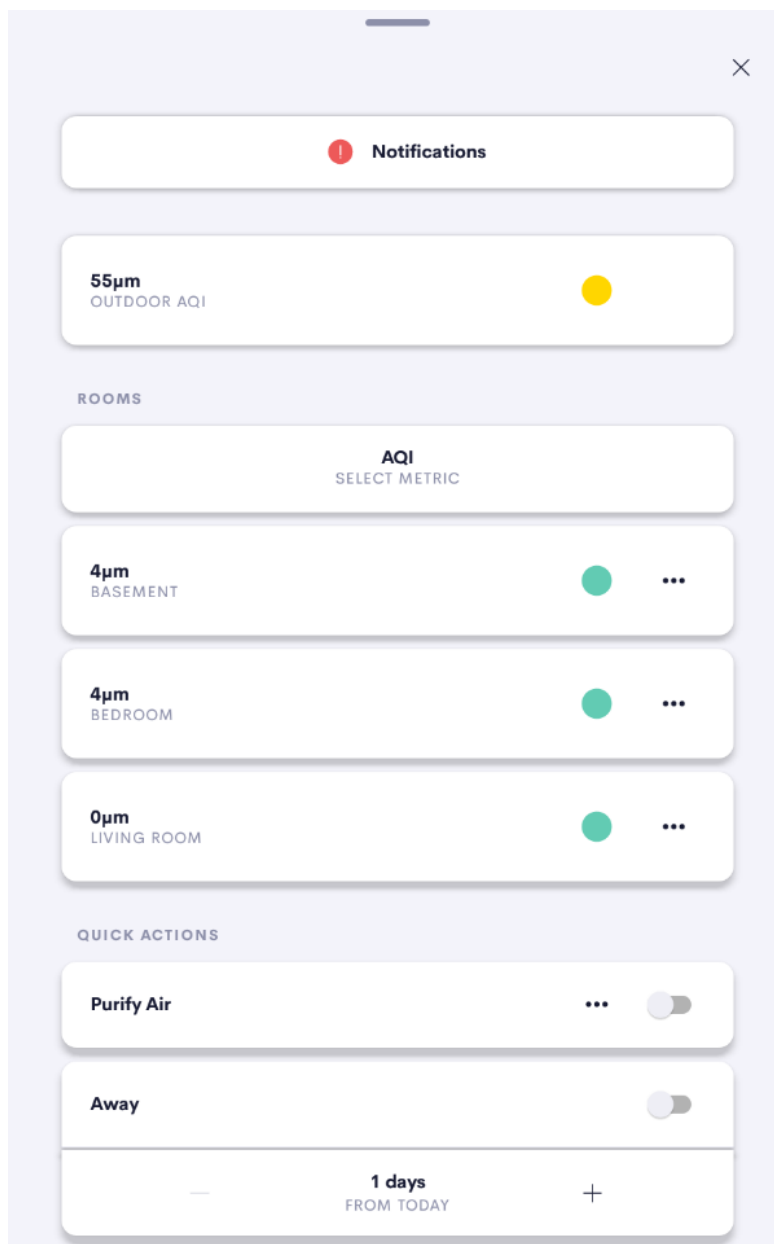 Notifications
55µm
OUTDOOR AQI
ROOMS
AQI
SELECT METRIC
4µm
BASEMENT
4µm
BEDROOM
0µm
LIVING ROOM
QUICK ACTIONS
Purify Air
Away
1 days
FROM TODAY